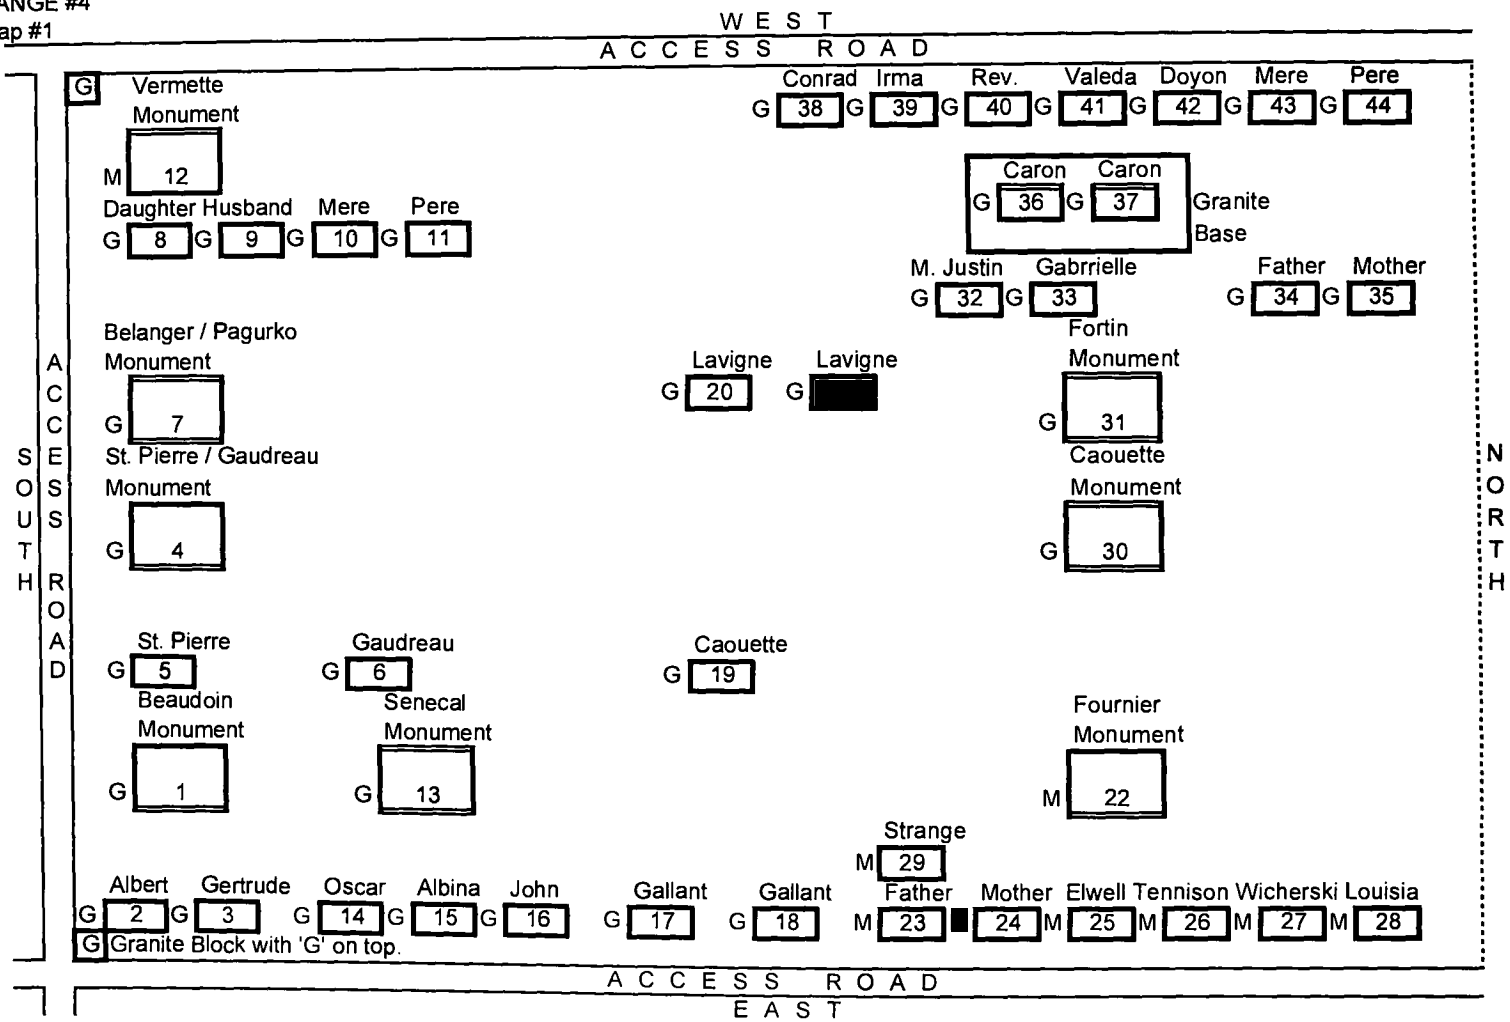 ANGE #4
ap #1
WEST
ACCESS ROAD
G Vermette
Monument
M 12
Conrad Irma Rev. Valeda Doyon Mere Pere
G 38 G 39 G 40 G 41 G 42 G 43 G 44
Caron Caron
G 36 G 37 Granite
Base
Daughter Husband Mere Pere
G 8 G 9 G 10 G 11
M. Justin Gabrrielle Father Mother
G 32 G 33 G 34 G 35
Belanger / Pagurko
Monument
G 7
Lavigne Lavigne
G 20 G
Fortin
Monument
G 31
St. Pierre / Gaudreau
Monument
G 4
Caouette
Monument
G 30
SOUTH
ACCESS ROAD
NORTH
St. Pierre Gaudreau Caouette
G 5 G 6 G 19
Beaudoin
Monument
G 1
Senecal
Monument
G 13
Fournier
Monument
M 22
Strange
M 29
Albert Gertrude Oscar Albina John Gallant Gallant Father Mother Elwell Tennison Wicherski Louisia
G 2 G 3 G 14 G 15 G 16 G 17 G 18 M 23 24 M 25 M 26 M 27 M 28
G Granite Block with 'G' on top.
ACCESS ROAD
EAST